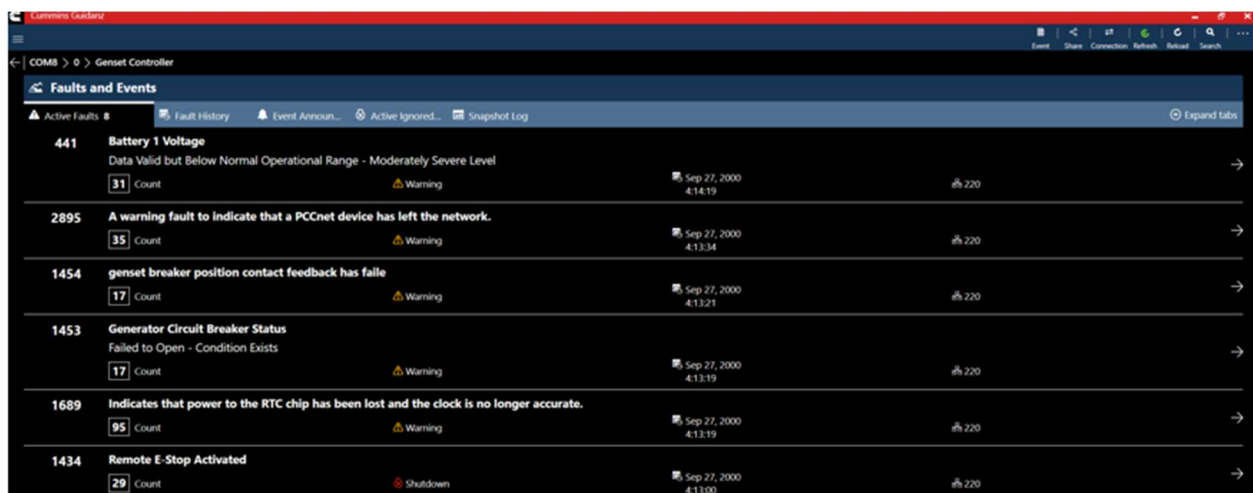 Cummins Guidanz
Event Share Connection Refresh Reload Search
COM8 > 0 > Genset Controller
Faults and Events
Active Faults 8 Fault History Event Announ... Active Ignored... Snapshot Log Expand tabs
441 Battery 1 Voltage
Data Valid but Below Normal Operational Range - Moderately Severe Level
31 Count Warning Sep 27, 2000 220
4:14:19
2895 A warning fault to indicate that a PCCnet device has left the network.
35 Count Warning Sep 27, 2000 220
4:13:34
1454 genset breaker position contact feedback has faile
17 Count Warning Sep 27, 2000 220
4:13:21
1453 Generator Circuit Breaker Status
Failed to Open - Condition Exists
17 Count Warning Sep 27, 2000 220
4:13:19
1689 Indicates that power to the RTC chip has been lost and the clock is no longer accurate.
95 Count Warning Sep 27, 2000 220
4:13:19
1434 Remote E-Stop Activated
29 Count Shutdown Sep 27, 2000 220
4:13:00